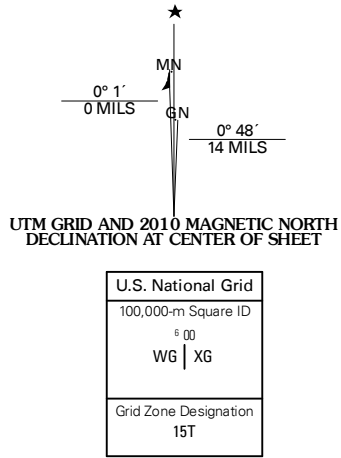 MN
0° 1´
0 MILS
GN
0° 48´
14 MILS
UTM GRID AND 2010 MAGNETIC NORTH
DECLINATION AT CENTER OF SHEET
U.S. National Grid
100,000-m Square ID
6 00
WG XG
Grid Zone Designation
15T